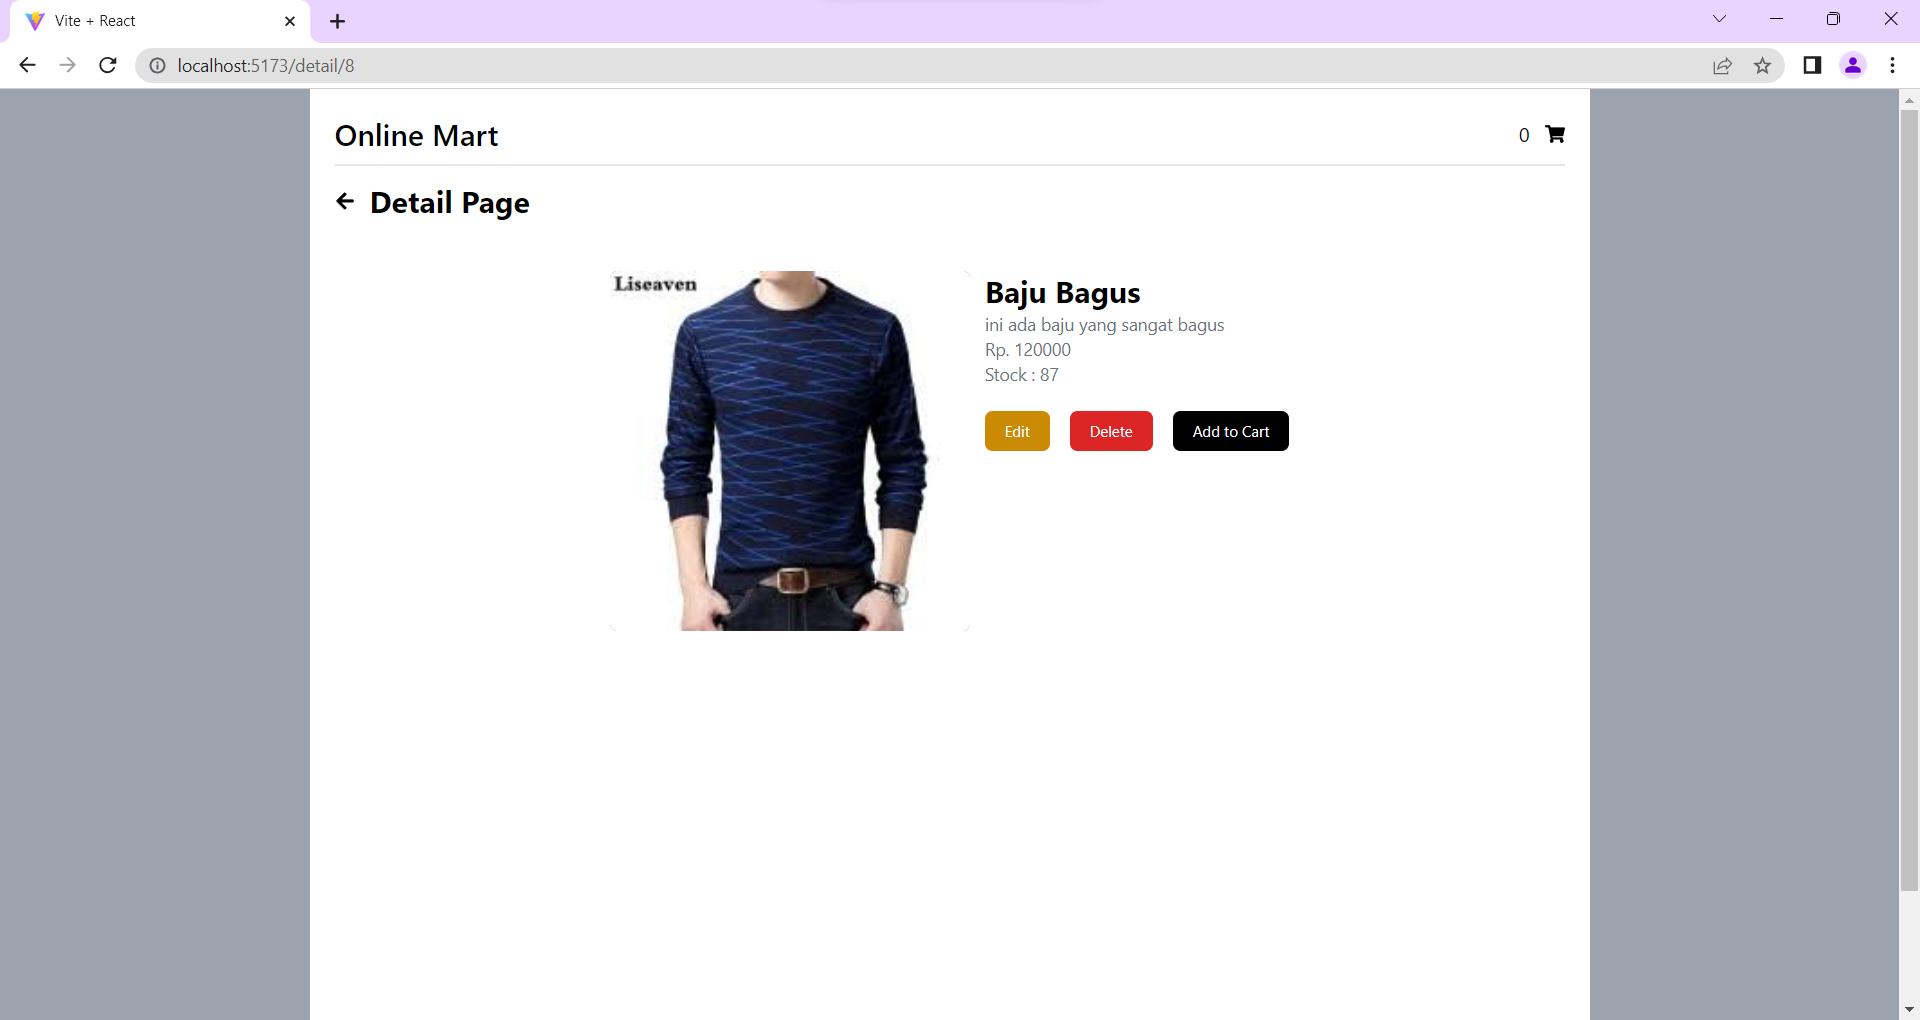 Vite + React
localhost:5173/detail/8
Online Mart
0
Detail Page
Liseaven
Baju Bagus
ini ada baju yang sangat bagus
Rp. 120000
Stock : 87
Edit
Delete
Add to Cart